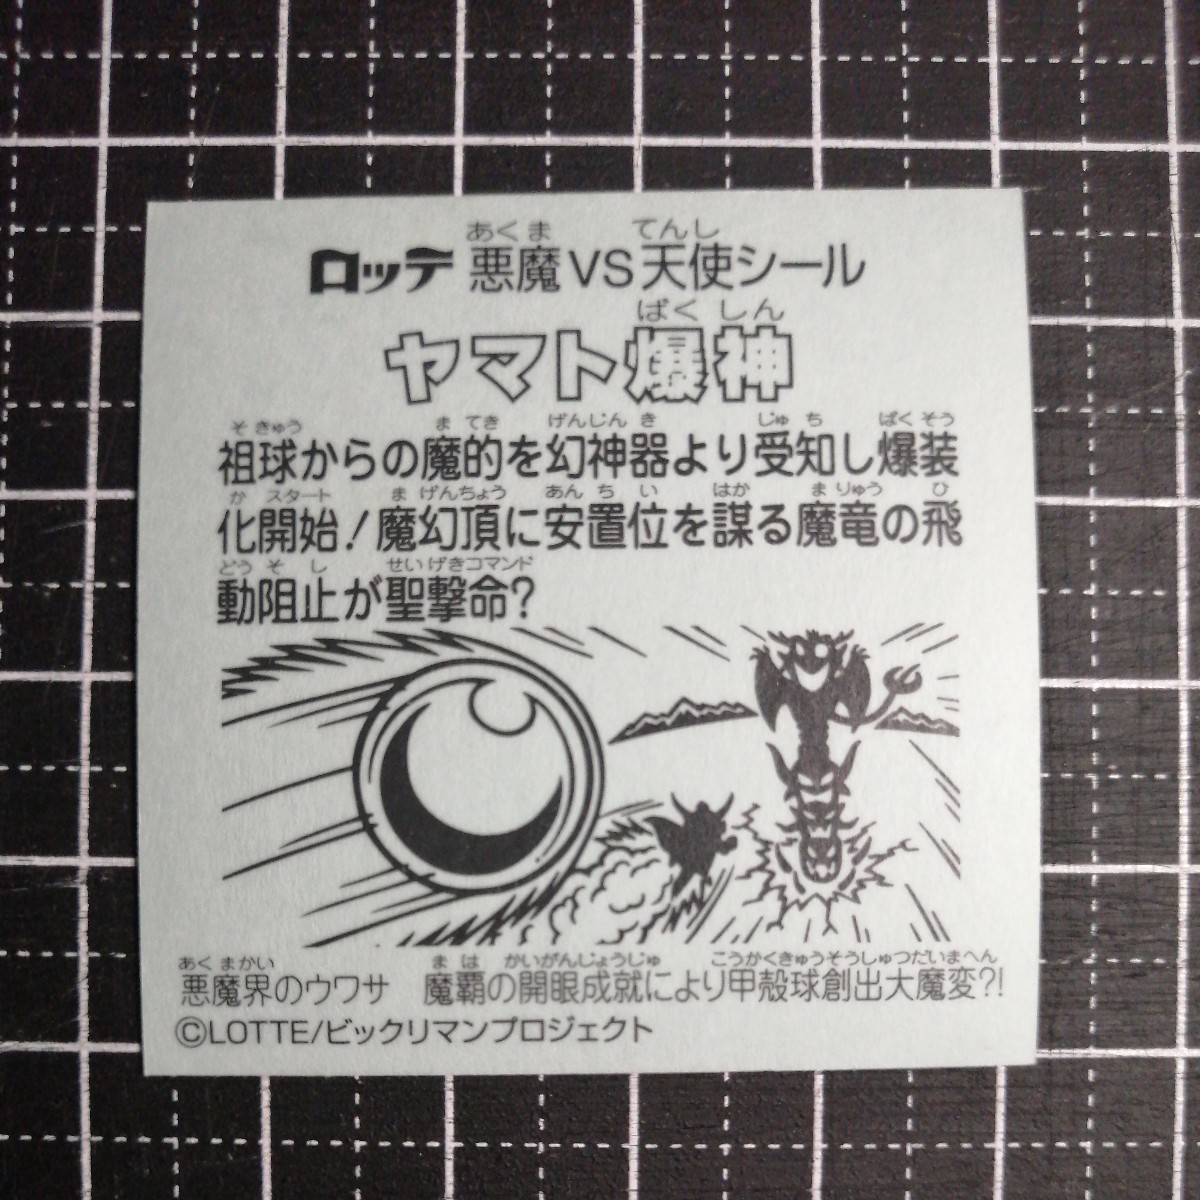 あくま てんし
ロッテ 悪魔VS天使シール
ばくしん
ヤマト爆神
そきゅう まてき げんじんき じゅち ばくそう
祖球からの魔的を幻神器より受知し爆装
か スタート まげんちょう あんちい はか まりゅう ひ
化開始!魔幻頂に安置位を謀る魔竜の飛
どうそし せいげきコマンド
動阻止が聖撃命?
あくまかい まは かいがんじょうじゅ こうかくきゅうそうしゅつだいまへん
悪魔界のウワサ 魔覇の開眼成就により甲殻球創出大魔変?!
©LOTTE/ビックリマンプロジェクト